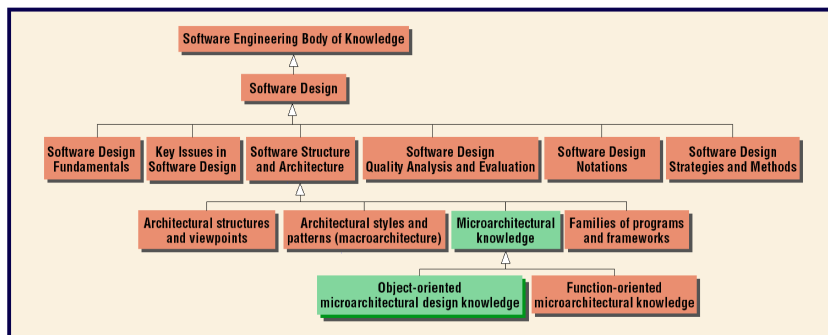 Software Engineering Body of Knowledge
Software Design
Software Design
Fundamentals
Key Issues in
Software Design
Software Structure
and Architecture
Software Design
Quality Analysis and Evaluation
Software Design
Notations
Software Design
Strategies and Methods
Architectural structures
and viewpoints
Architectural styles and
patterns (macroarchitecture)
Microarchitectural
knowledge
Families of programs
and frameworks
Object-oriented
microarchitectural design knowledge
Function-oriented
microarchitectural knowledge